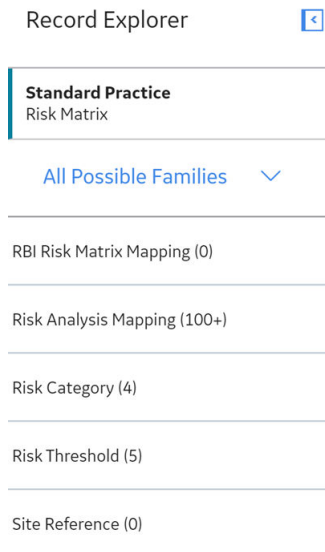 Record Explorer
Standard Practice
Risk Matrix
All Possible Families
RBI Risk Matrix Mapping (0)
Risk Analysis Mapping (100+)
Risk Category (4)
Risk Threshold (5)
Site Reference (0)